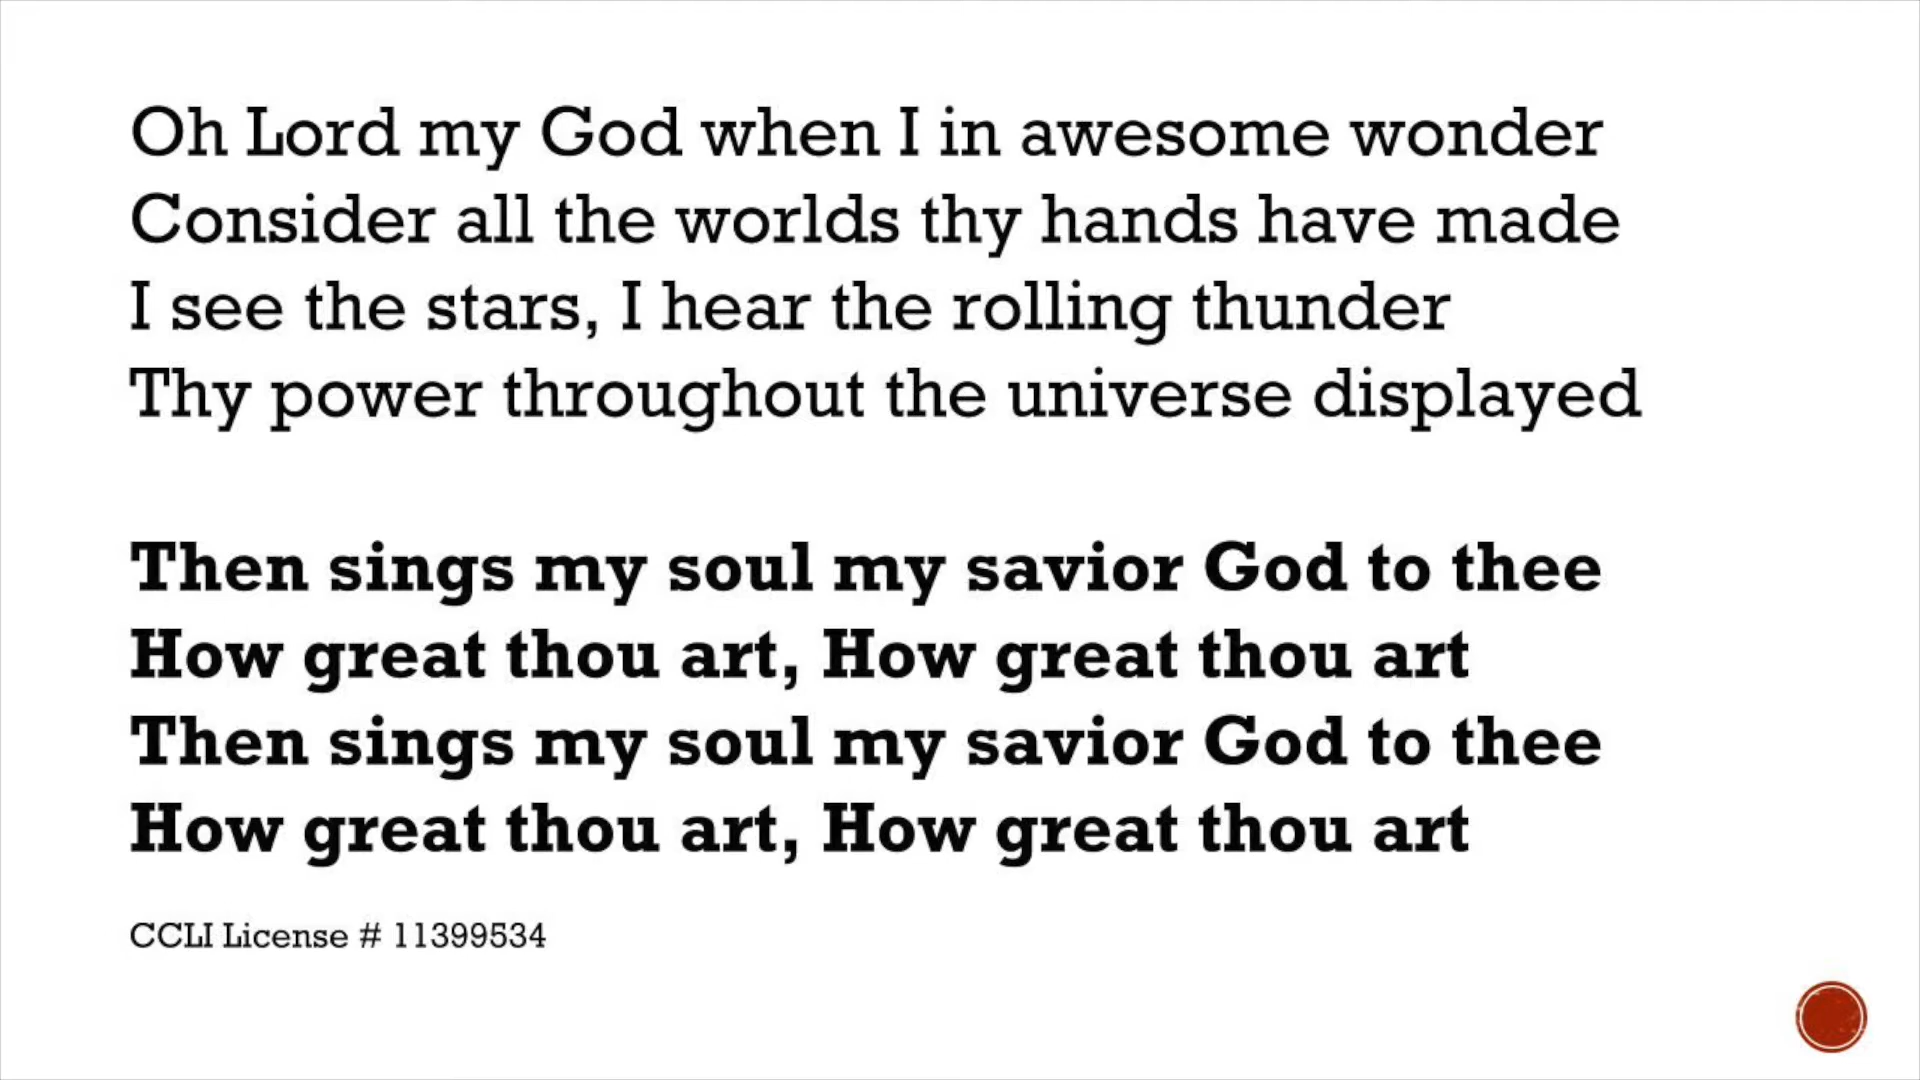 Oh Lord my God when I in awesome wonder
Consider all the worlds thy hands have made
I see the stars, I hear the rolling thunder
Thy power throughout the universe displayed
Then sings my soul my savior God to thee
How great thou art, How great thou art
Then sings my soul my savior God to thee
How great thou art, How great thou art
CCLI License # 11399534